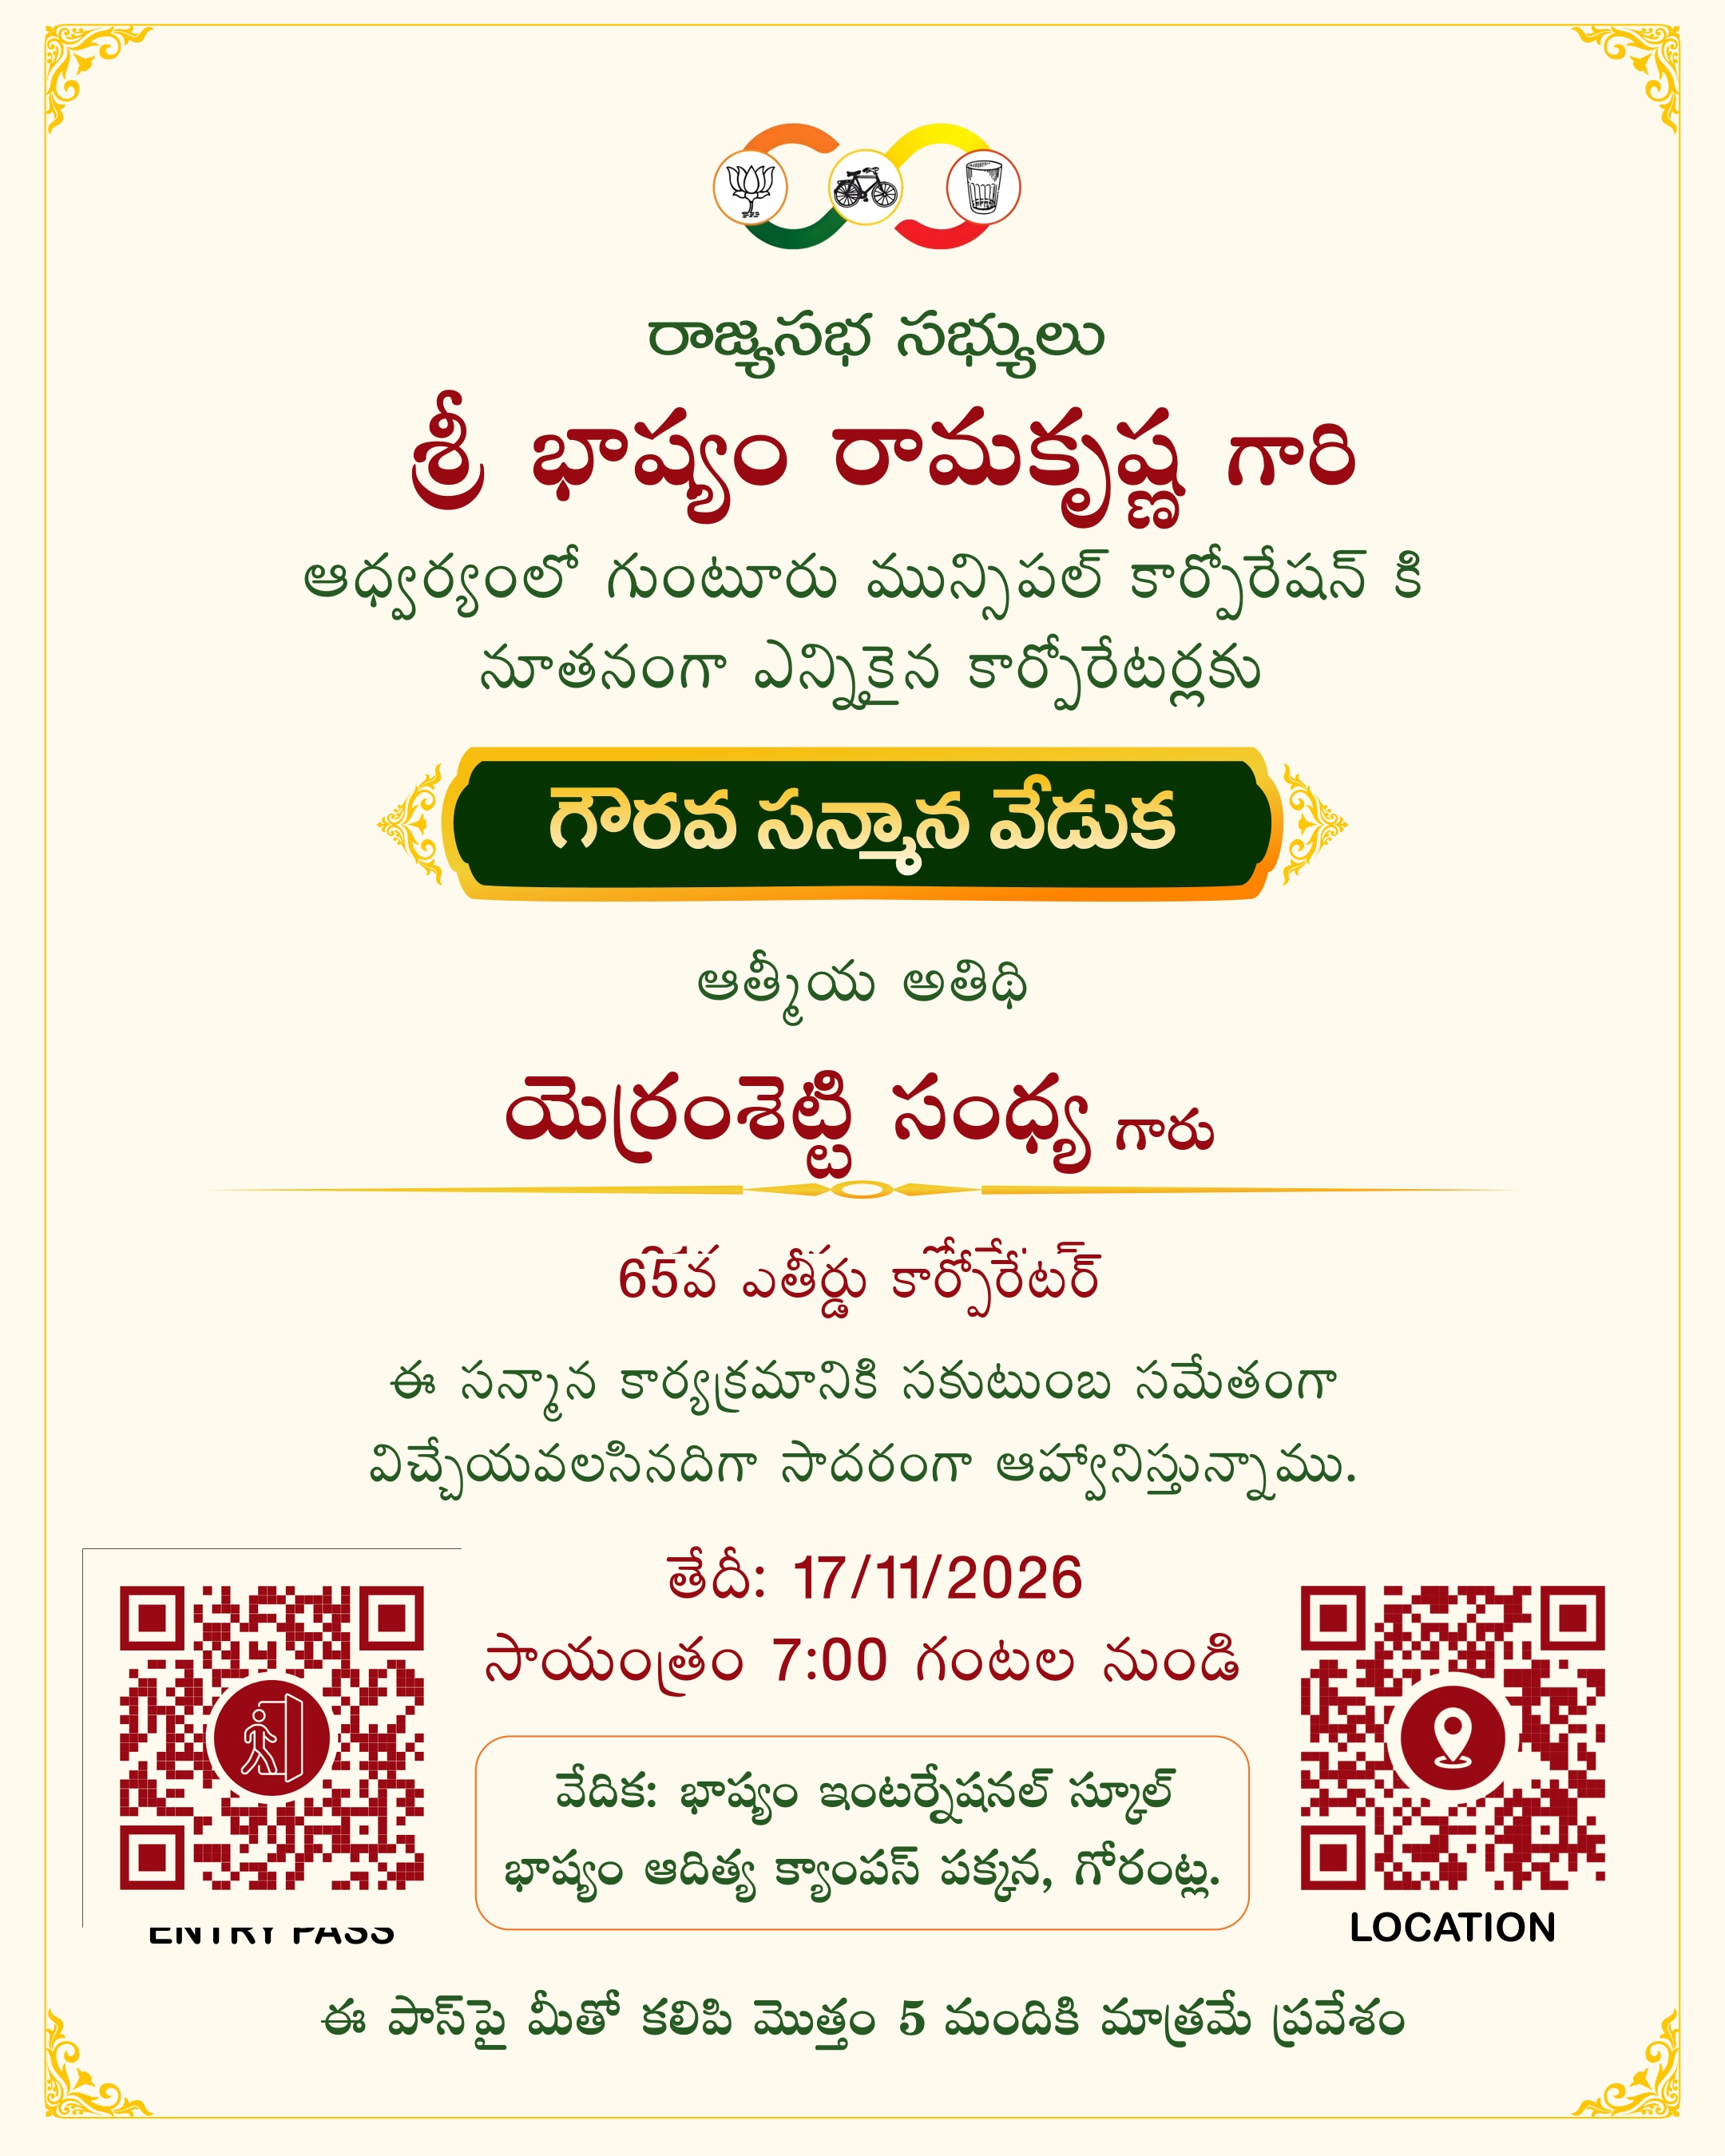 రాజ్యసభ సభ్యులు
శ్రీ భాష్యం రామకృష్ణ గారి
ఆధ్వర్యంలో గుంటూరు మున్సిపల్ కార్పోరేషన్ కి
నూతనంగా ఎన్నికైన కార్పోరేటర్లకు
గౌరవ సన్మాన వేడుక
ఆత్మీయ అతిథి
యెర్రంశెట్టి సంధ్య గారు
65వ కార్పోరేటర్
ఈ సన్మాన కార్యక్రమానికి సకుటుంబ సమేతంగా
విచ్చేయవలసినదిగా సాదరంగా ఆహ్వానిస్తున్నాము.
తేదీ: 17/11/2026
సాయంత్రం 7:00 గంటల నుండి
వేదిక: భాష్యం ఇంటర్నేషనల్ స్కూల్
భాష్యం ఆదిత్య క్యాంపస్ పక్కన, గోరంట్ల.
ENTRY PASS
LOCATION
ఈ పాస్‌పై మీతో కలిపి మొత్తం 5 మందికి మాత్రమే ప్రవేశం